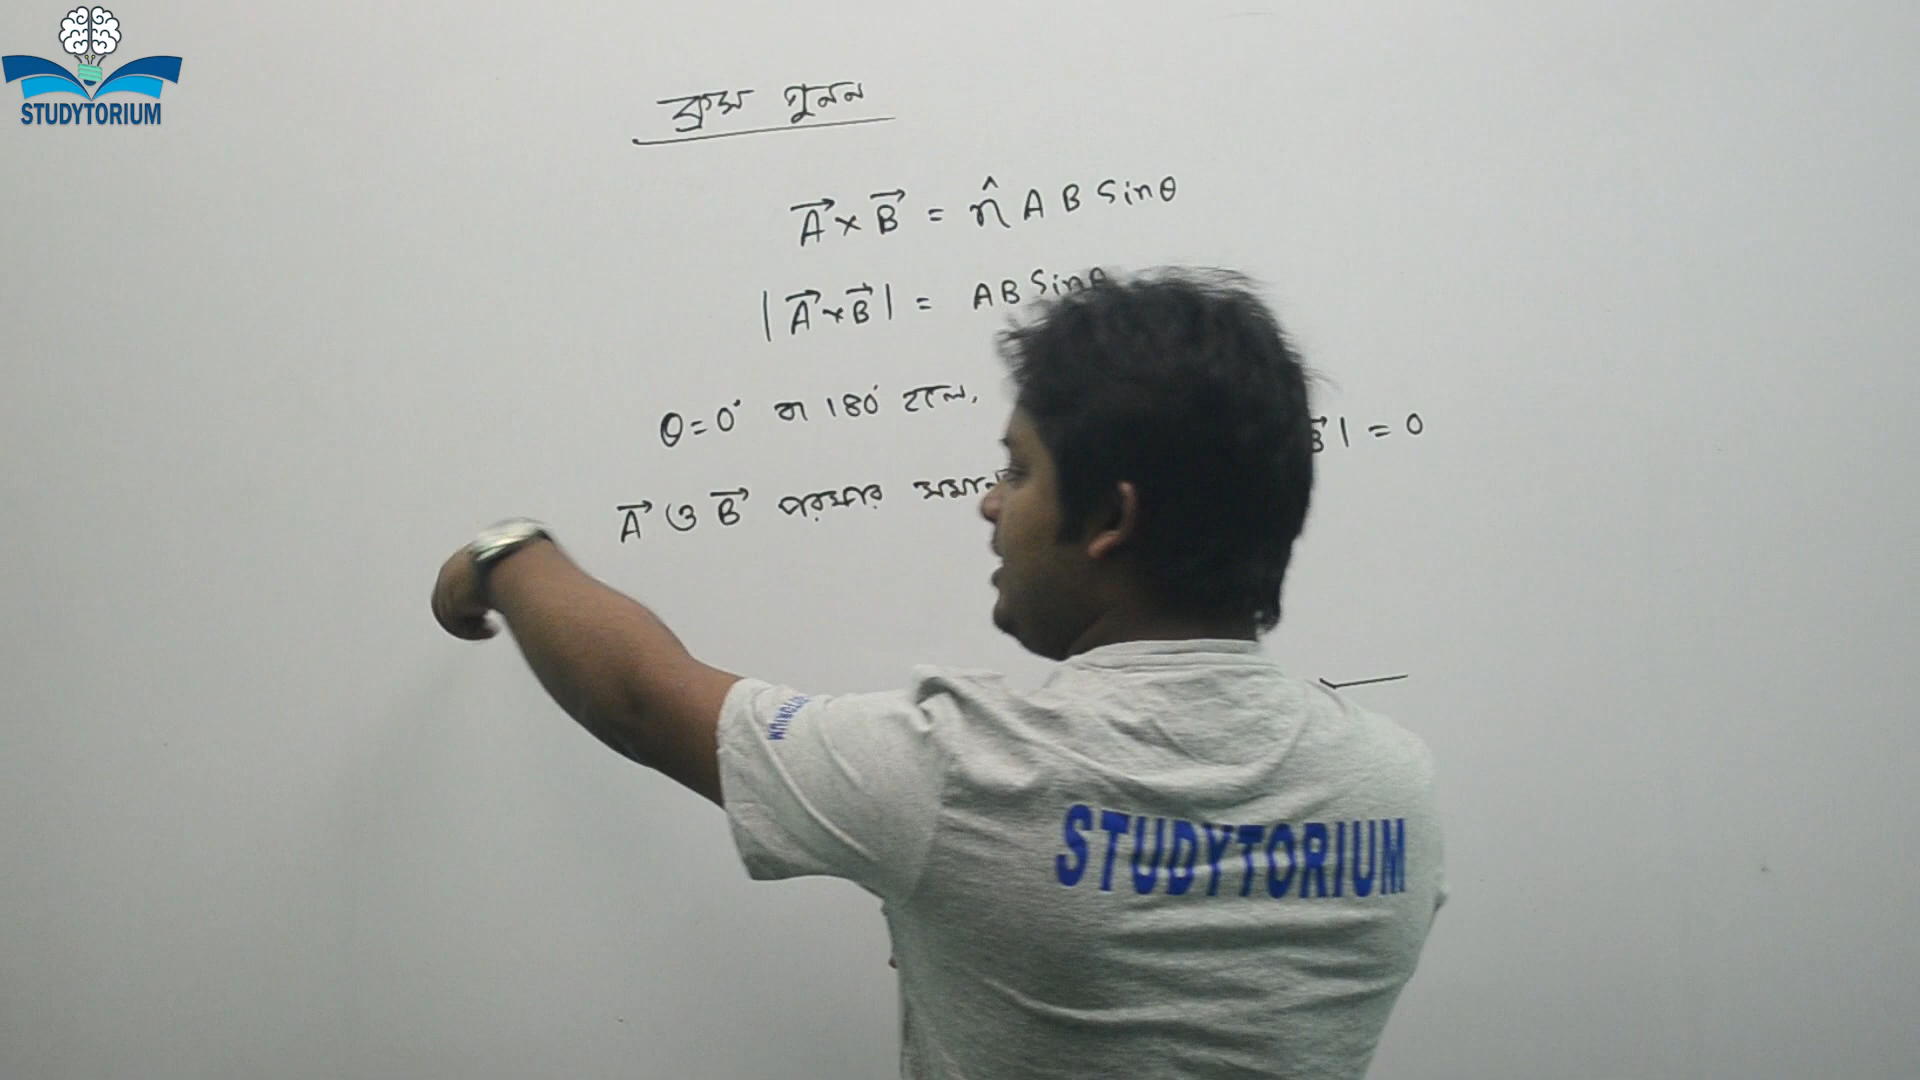 STUDYTORIUM
ক্রস গুনন
A⃗ × B⃗ = n̂ A B Sinθ
| A⃗ × B⃗ | = AB Sinθ
θ = 0° বা 180° হলে, B⃗ | = 0
A⃗ ও B⃗ পরস্পর
STUDYTORIUM